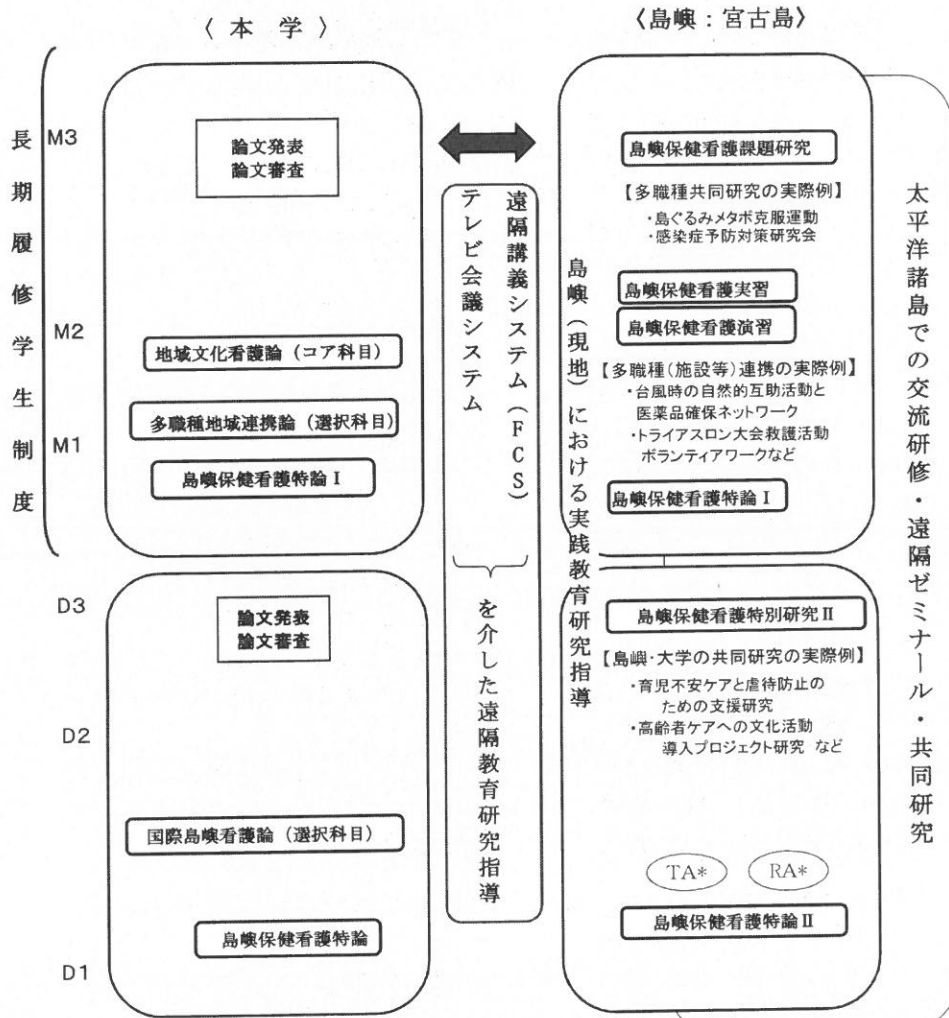 〈本学〉
〈島嶼：宮古島〉
長期履修学生制度
M3
M2
M1
論文発表
論文審査
地域文化看護論（コア科目）
多職種地域連携論（選択科目）
島嶼保健看護特論Ⅰ
D3
D2
D1
論文発表
論文審査
国際島嶼看護論（選択科目）
島嶼保健看護特論
遠隔講義システム（FCS）
テレビ会議システム
を介した遠隔教育研究指導
島嶼（現地）における実践教育研究指導
島嶼保健看護課題研究
【多職種共同研究の実際例】
・島ぐるみメタボ克服運動
・感染症予防対策研究会
島嶼保健看護実習
島嶼保健看護演習
【多職種（施設等）連携の実際例】
・台風時の自然的互助活動と
医薬品確保ネットワーク
・トライアスロン大会救護活動
ボランティアワークなど
島嶼保健看護特論Ⅰ
島嶼保健看護特別研究Ⅱ
【島嶼・大学の共同研究の実際例】
・育児不安ケアと虐待防止の
ための支援研究
・高齢者ケアへの文化活動
導入プロジェクト研究 など
TA*
RA*
島嶼保健看護特論Ⅱ
太平洋諸島での交流研修・遠隔ゼミナール・共同研究